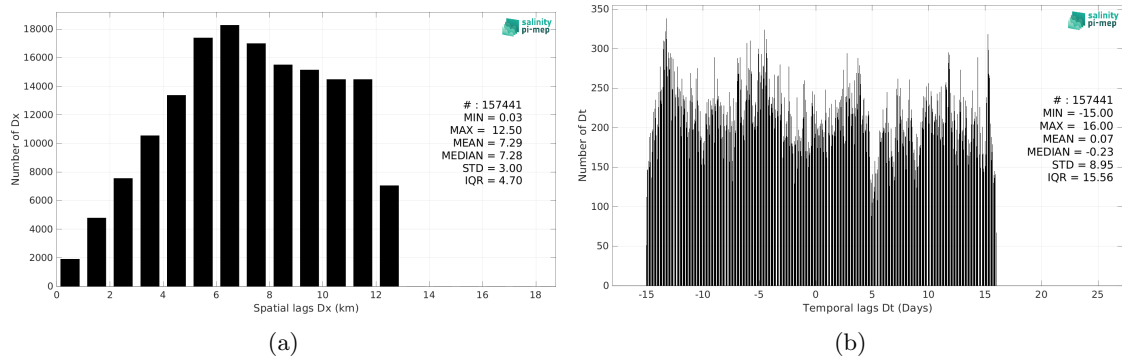 salinity
pi-mep
18000
16000
14000
12000
10000
8000
6000
4000
2000
0
Number of Dx
# : 157441
MIN = 0.03
MAX = 12.50
MEAN = 7.29
MEDIAN = 7.28
STD = 3.00
IQR = 4.70
0 2 4 6 8 10 12 14 16 18
Spatial lags Dx (km)
(a)
salinity
pi-mep
350
300
250
200
150
100
50
0
Number of Dt
# : 157441
MIN = -15.00
MAX = 16.00
MEAN = 0.07
MEDIAN = -0.23
STD = 8.95
IQR = 15.56
-15 -10 -5 0 5 10 15 20 25
Temporal lags Dt (Days)
(b)